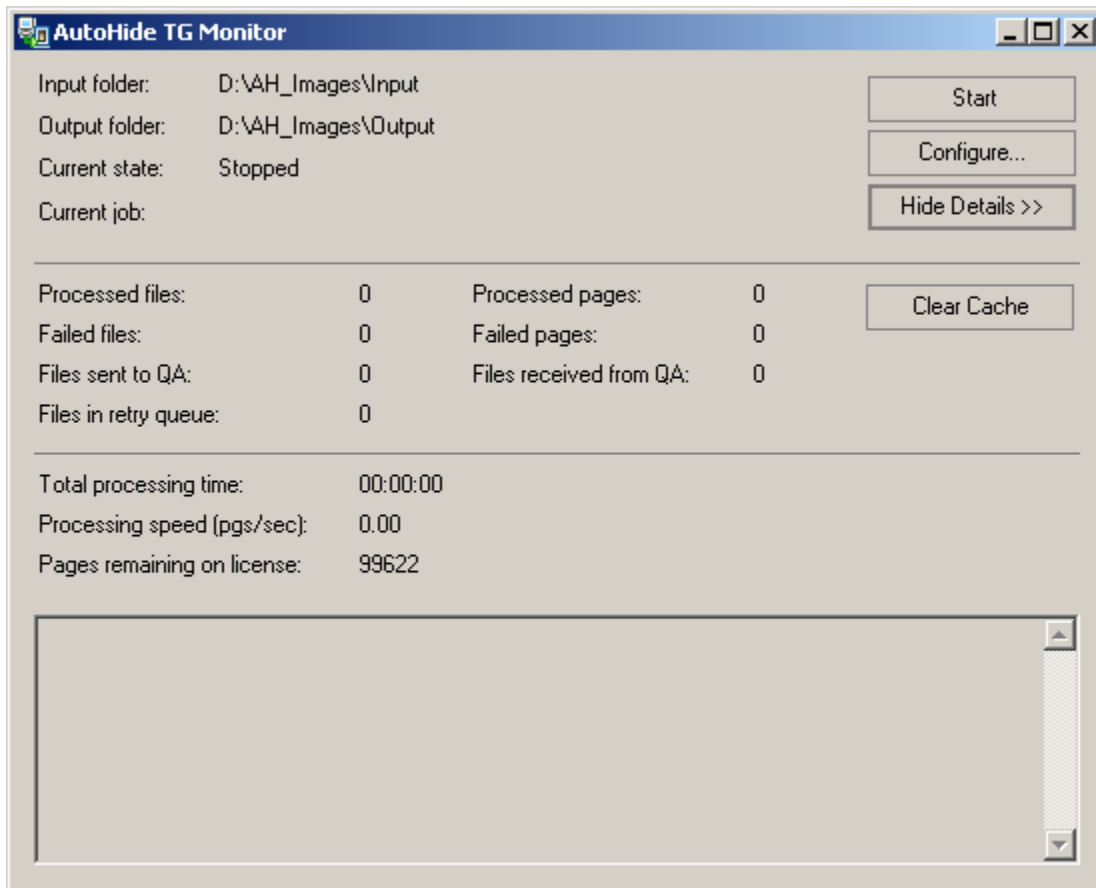 AutoHide TG Monitor
Input folder: D:\AH_Images\Input
Start
Output folder: D:\AH_Images\Output
Configure...
Current state: Stopped
Hide Details >>
Current job:
Processed files: 0 Processed pages: 0
Clear Cache
Failed files: 0 Failed pages: 0
Files sent to QA: 0 Files received from QA: 0
Files in retry queue: 0
Total processing time: 00:00:00
Processing speed (pgs/sec): 0.00
Pages remaining on license: 99622